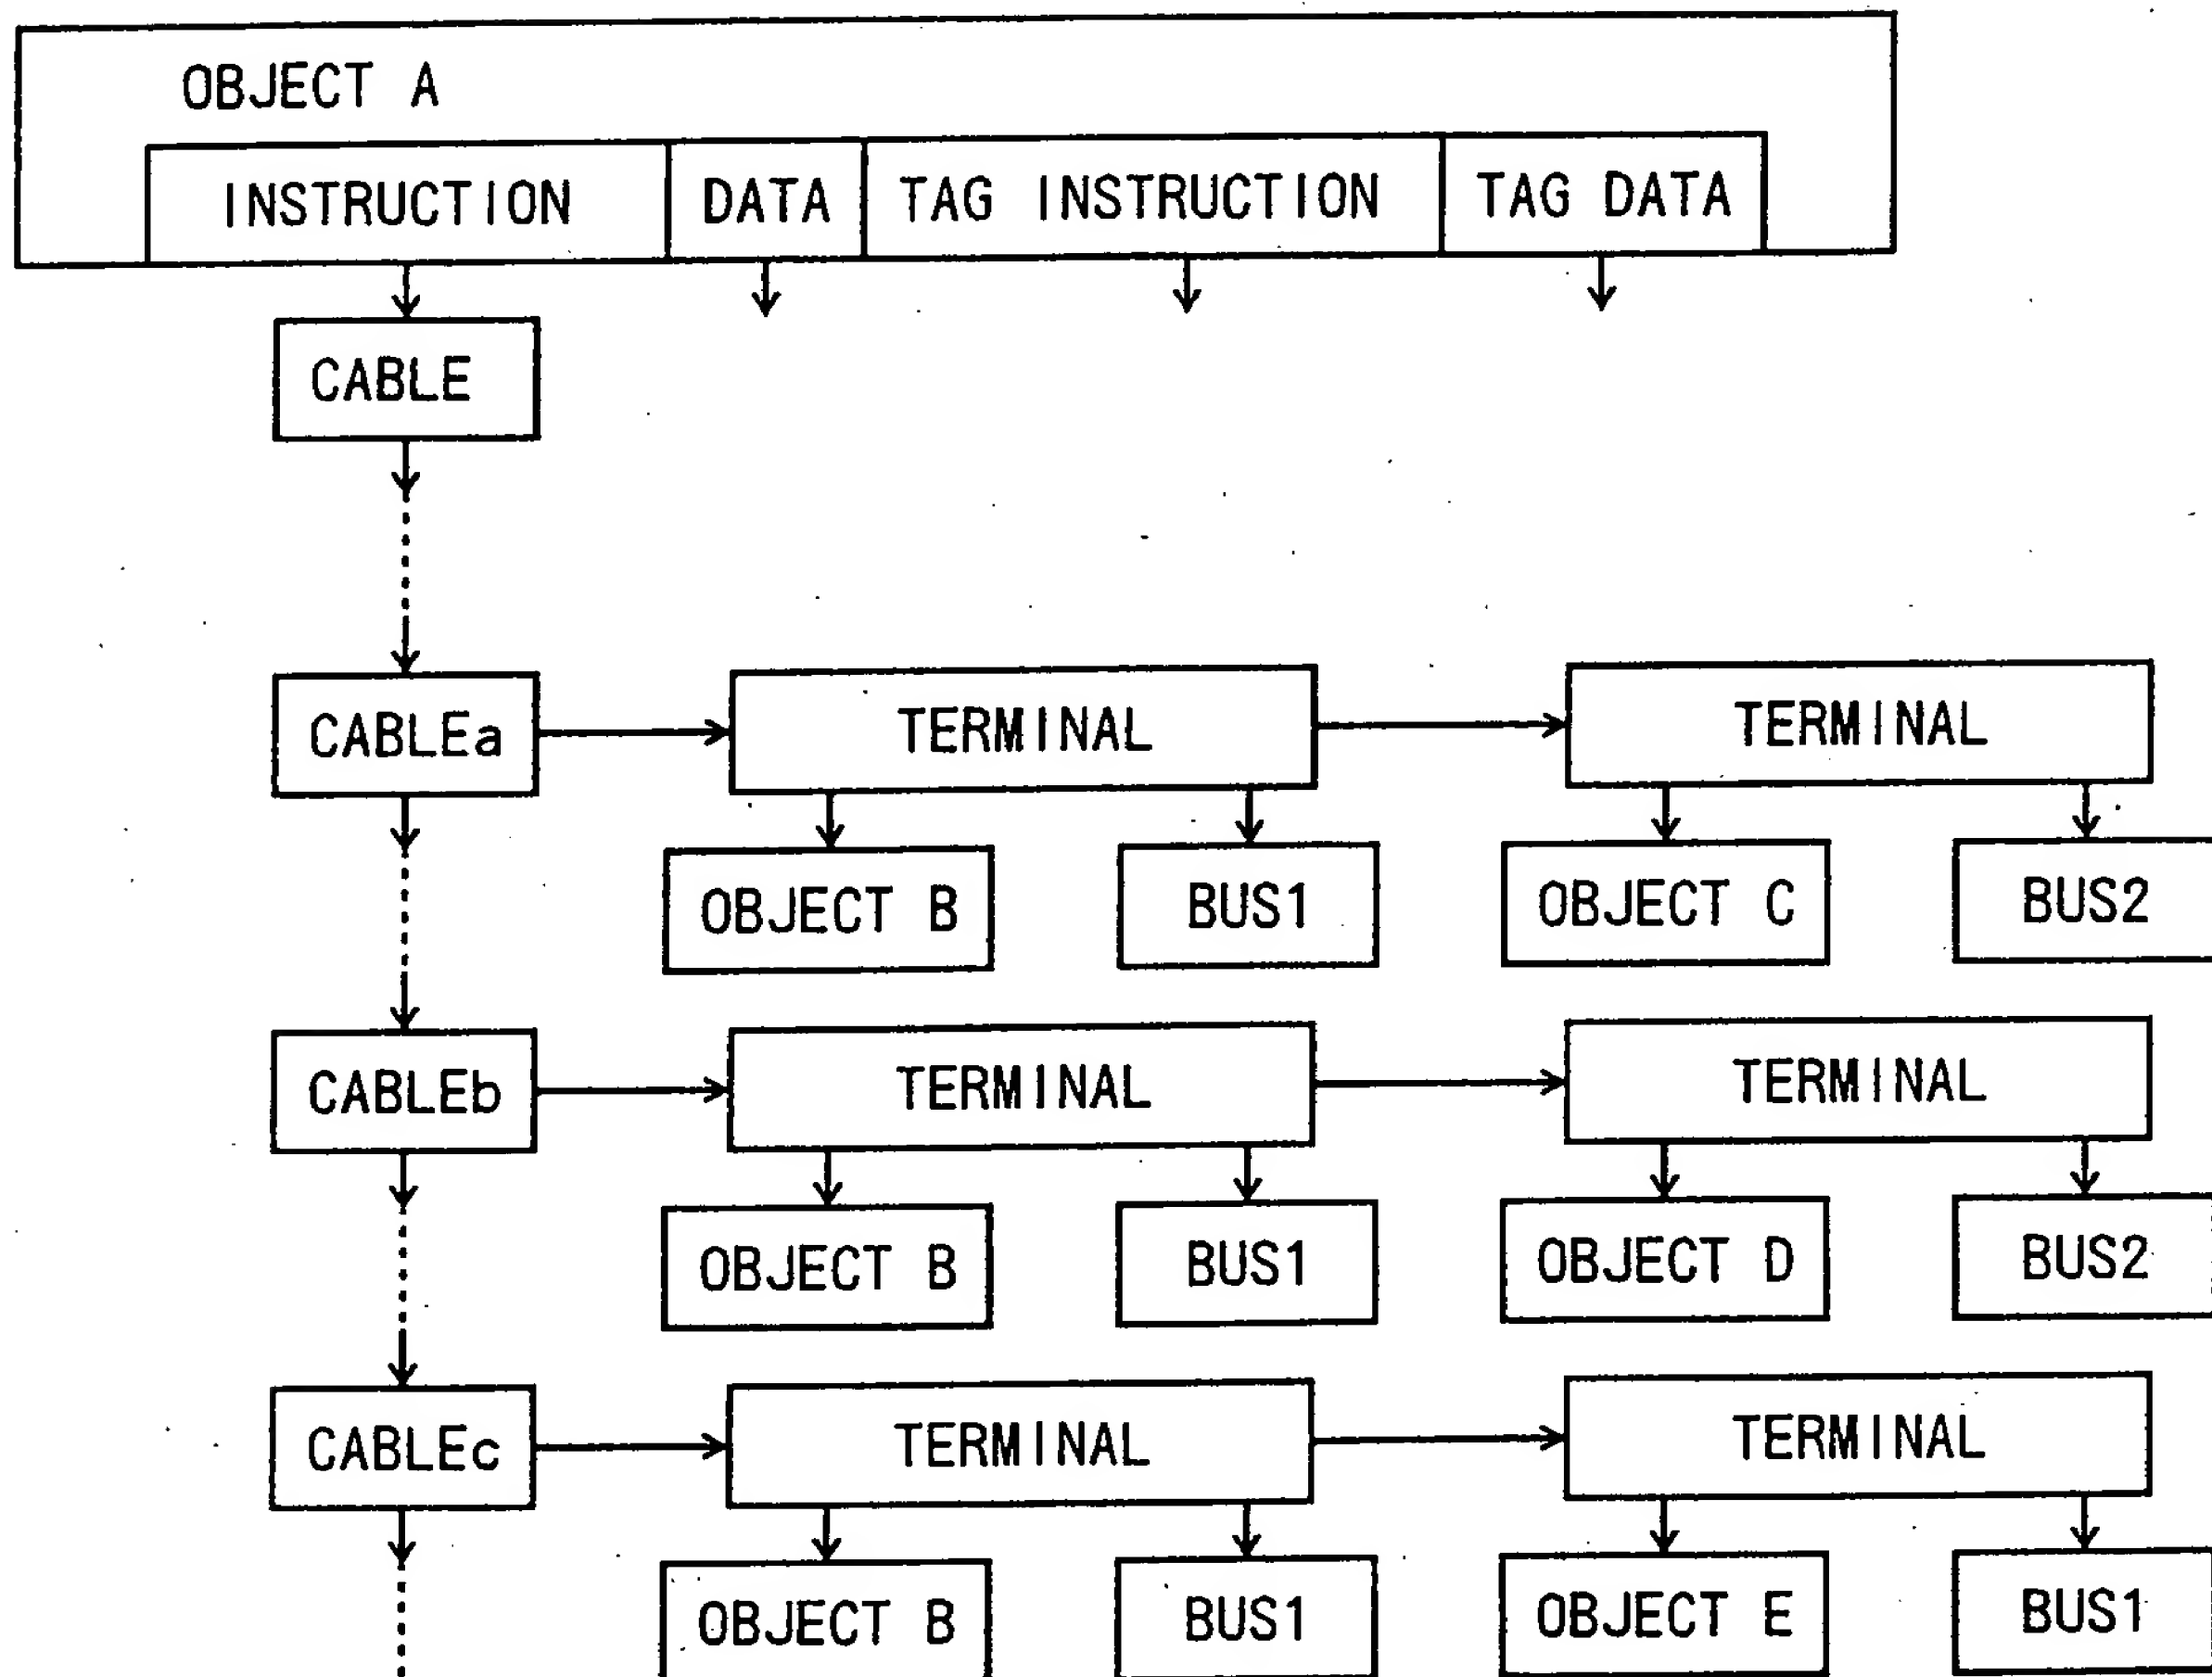 OBJECT A
INSTRUCTION DATA TAG INSTRUCTION TAG DATA
CABLE
CABLEa TERMINAL TERMINAL
OBJECT B BUS1 OBJECT C BUS2
CABLEb TERMINAL TERMINAL
OBJECT B BUS1 OBJECT D BUS2
CABLEc TERMINAL TERMINAL
OBJECT B BUS1 OBJECT E BUS1